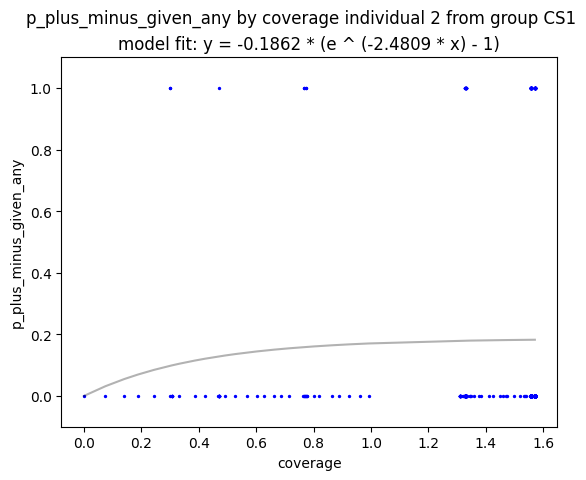 p_plus_minus_given_any by coverage individual 2 from group CS1
model fit: y = -0.1862 * (e ^ (-2.4809 * x) - 1)
1.0
0.8
0.6
0.4
0.2
0.0
p_plus_minus_given_any
0.0 0.2 0.4 0.6 0.8 1.0 1.2 1.4 1.6
coverage